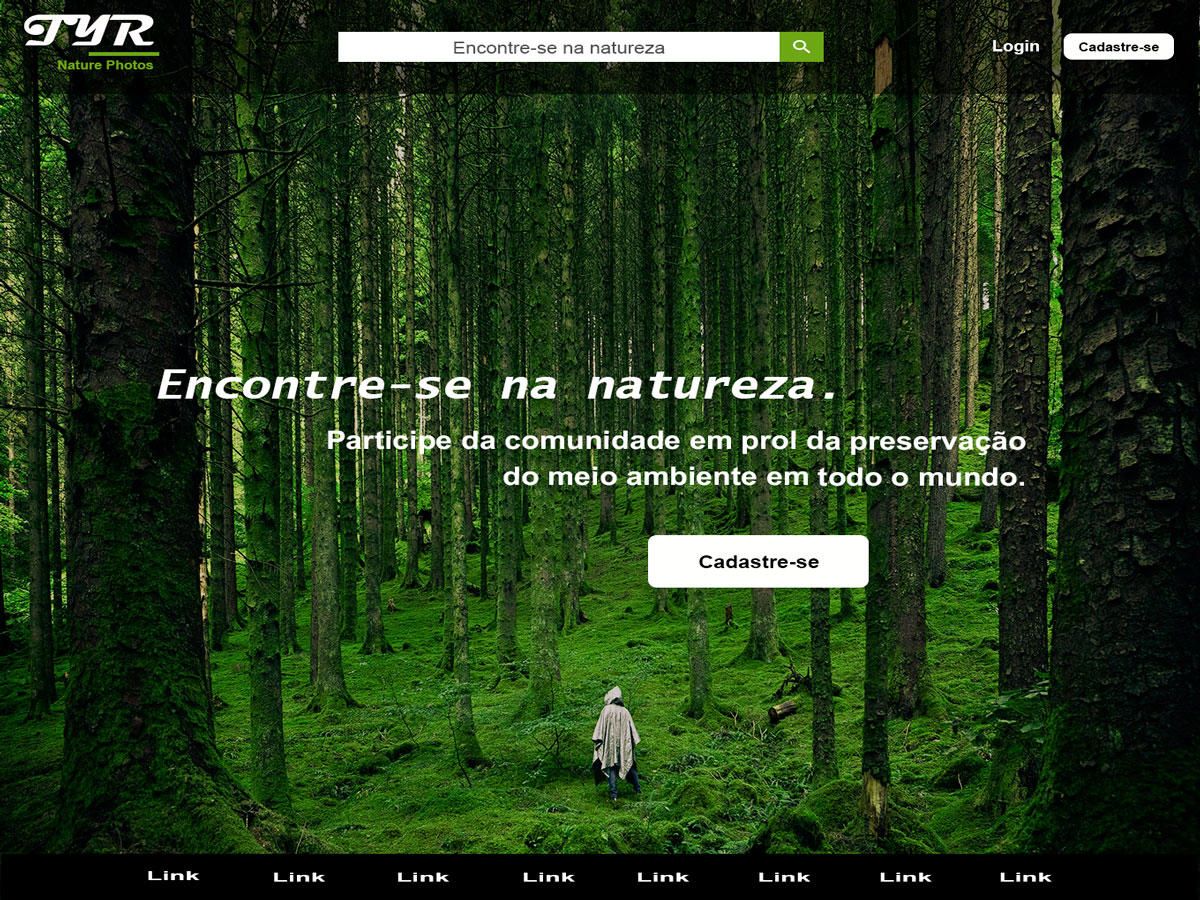 TYR
Nature Photos
Encontre-se na natureza
Login
Cadastre-se
Encontre-se na natureza.
Participe da comunidade em prol da preservação
do meio ambiente em todo o mundo.
Cadastre-se
Link Link Link Link Link Link Link Link